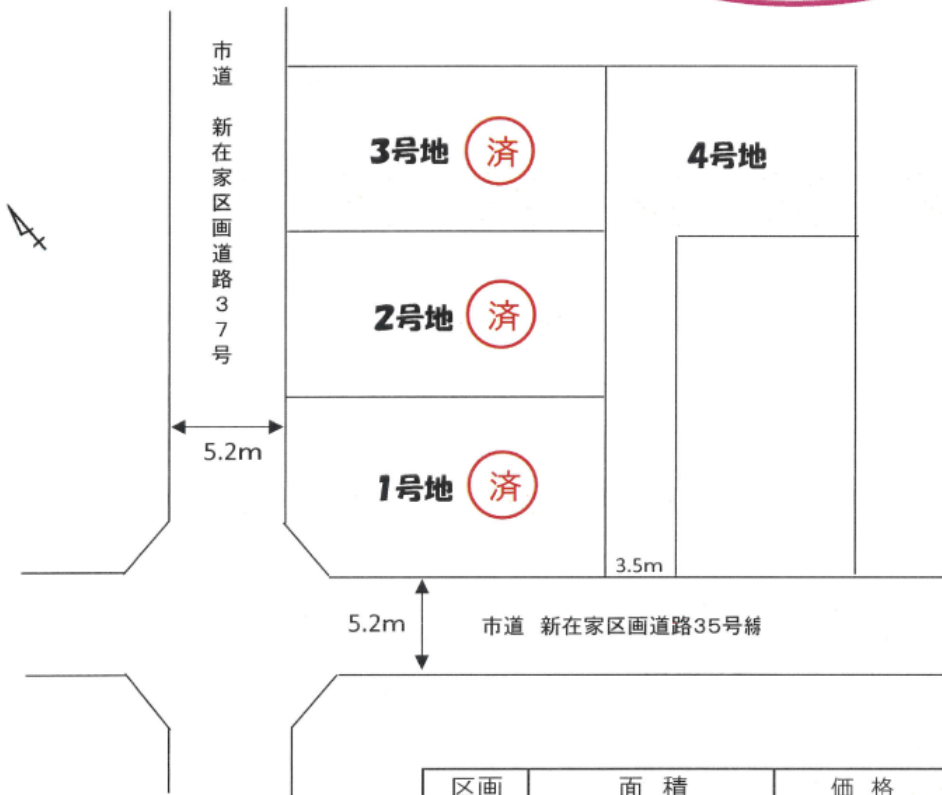 市道 新在家区画道路37号
3号地 済
4号地
2号地 済
5.2m
1号地 済
3.5m
5.2m
市道 新在家区画道路35号線
区画 面積 価格